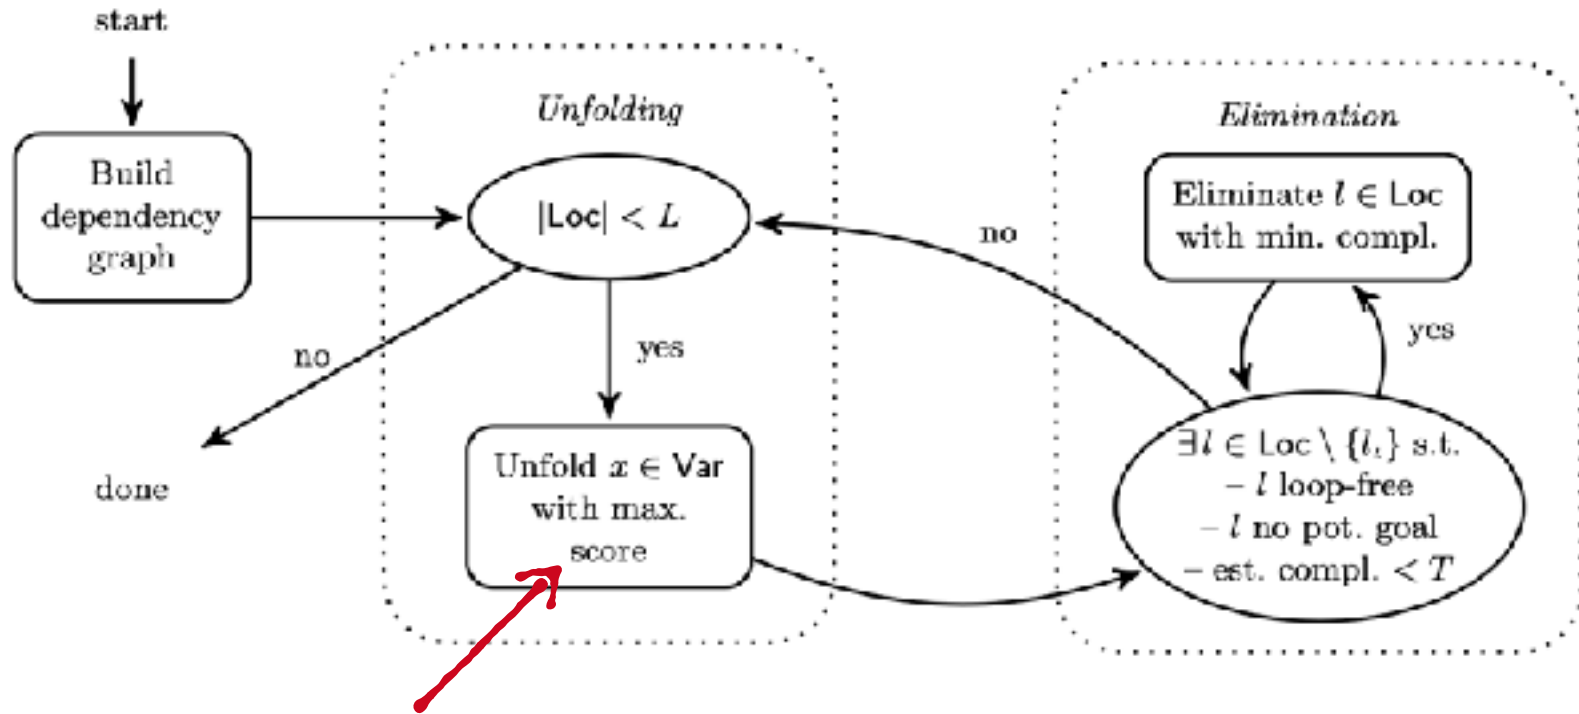 start
Build
dependency
graph
Unfolding
|Loc| < L
no
yes
done
Unfold x ∈ Var
with max.
score
no
Elimination
Eliminate l ∈ Loc
with min. compl.
yes
∃ l ∈ Loc \ {lι} s.t.
– l loop-free
– l no pot. goal
– est. compl. < T